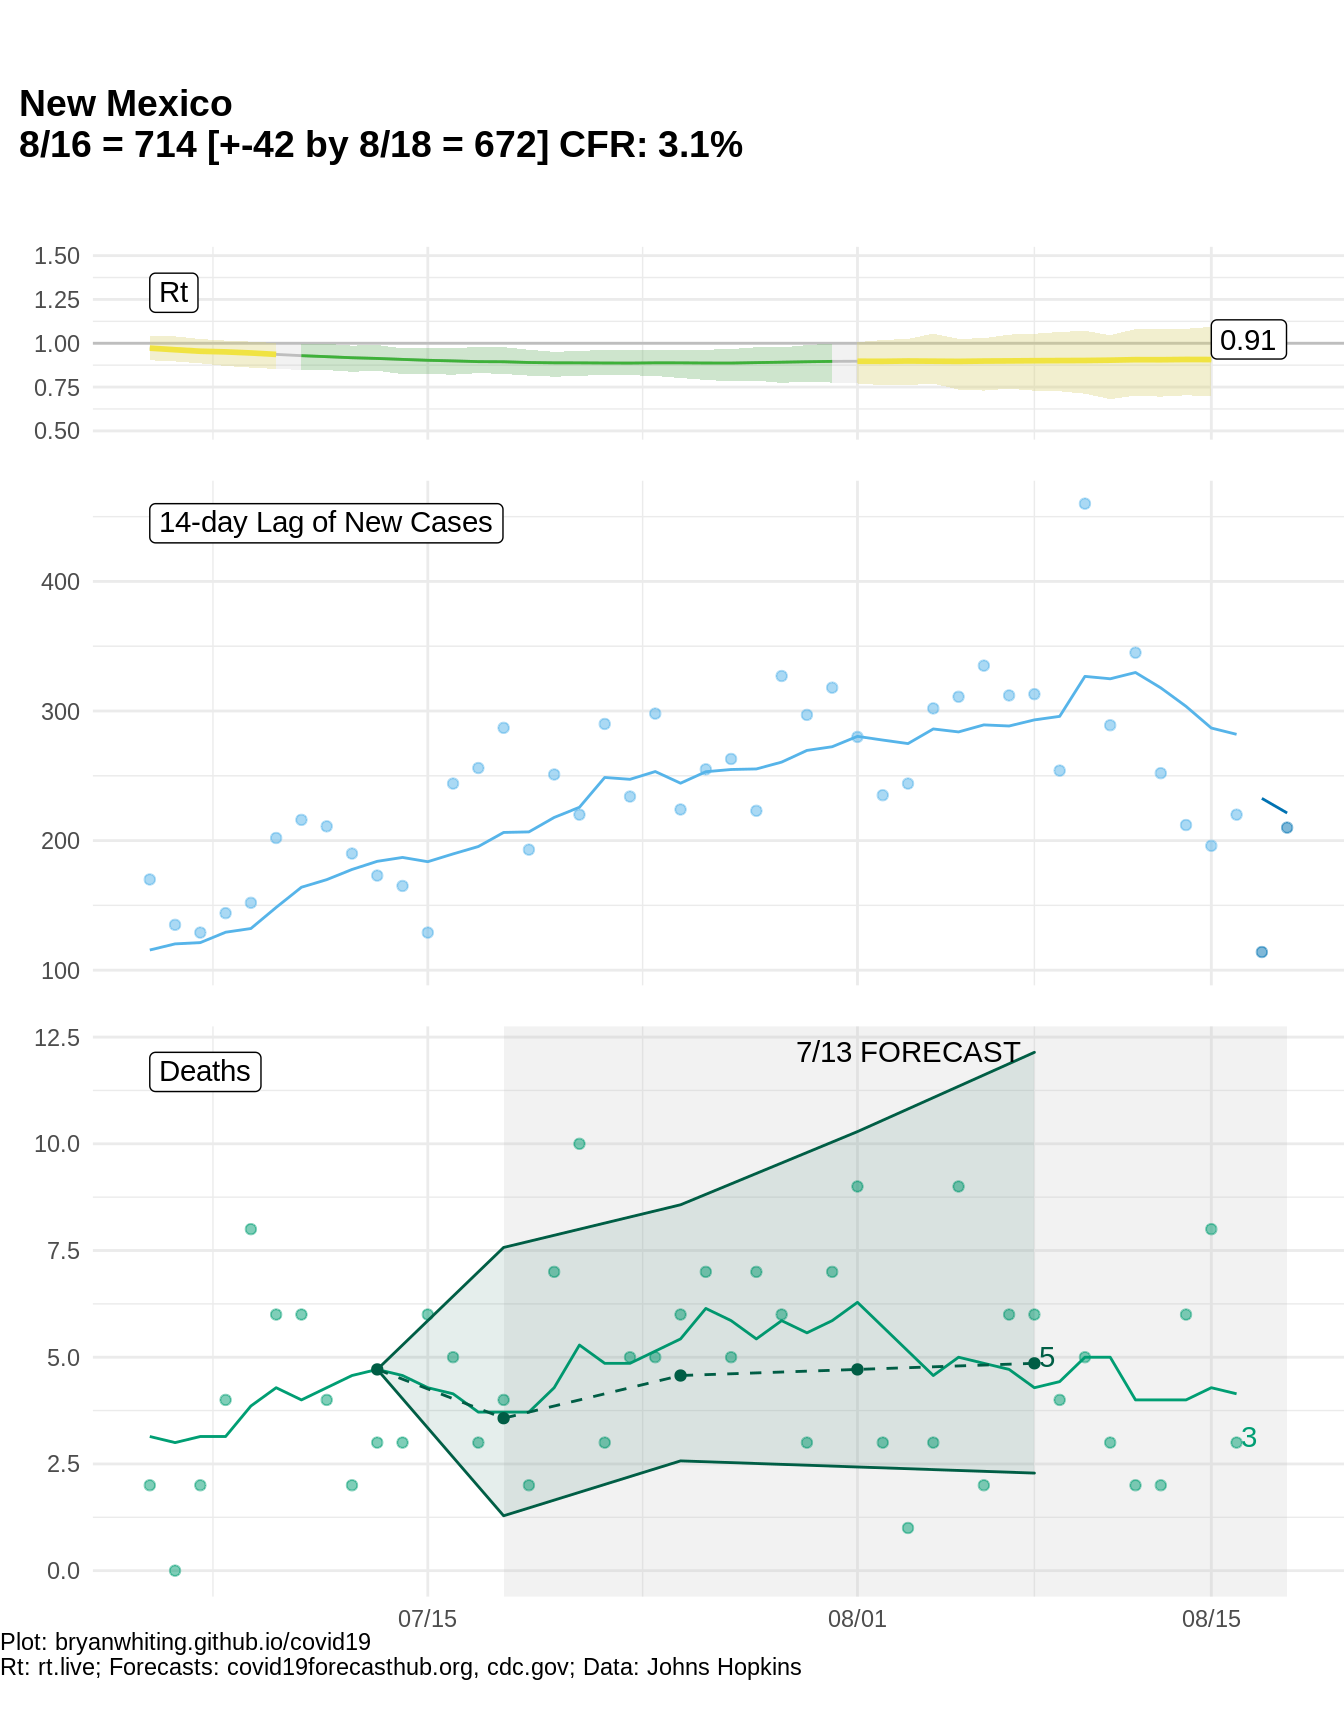 New Mexico
8/16 = 714 [+-42 by 8/18 = 672] CFR: 3.1%
1.50
Rt
1.25
1.00
0.91
0.75
0.50
14-day Lag of New Cases
400
300
200
100
12.5
7/13 FORECAST
Deaths
10.0
7.5
5.0
5
3
2.5
0.0
07/15
08/01
08/15
Plot: bryanwhiting.github.io/covid19
Rt: rt.live; Forecasts: covid19forecasthub.org, cdc.gov; Data: Johns Hopkins